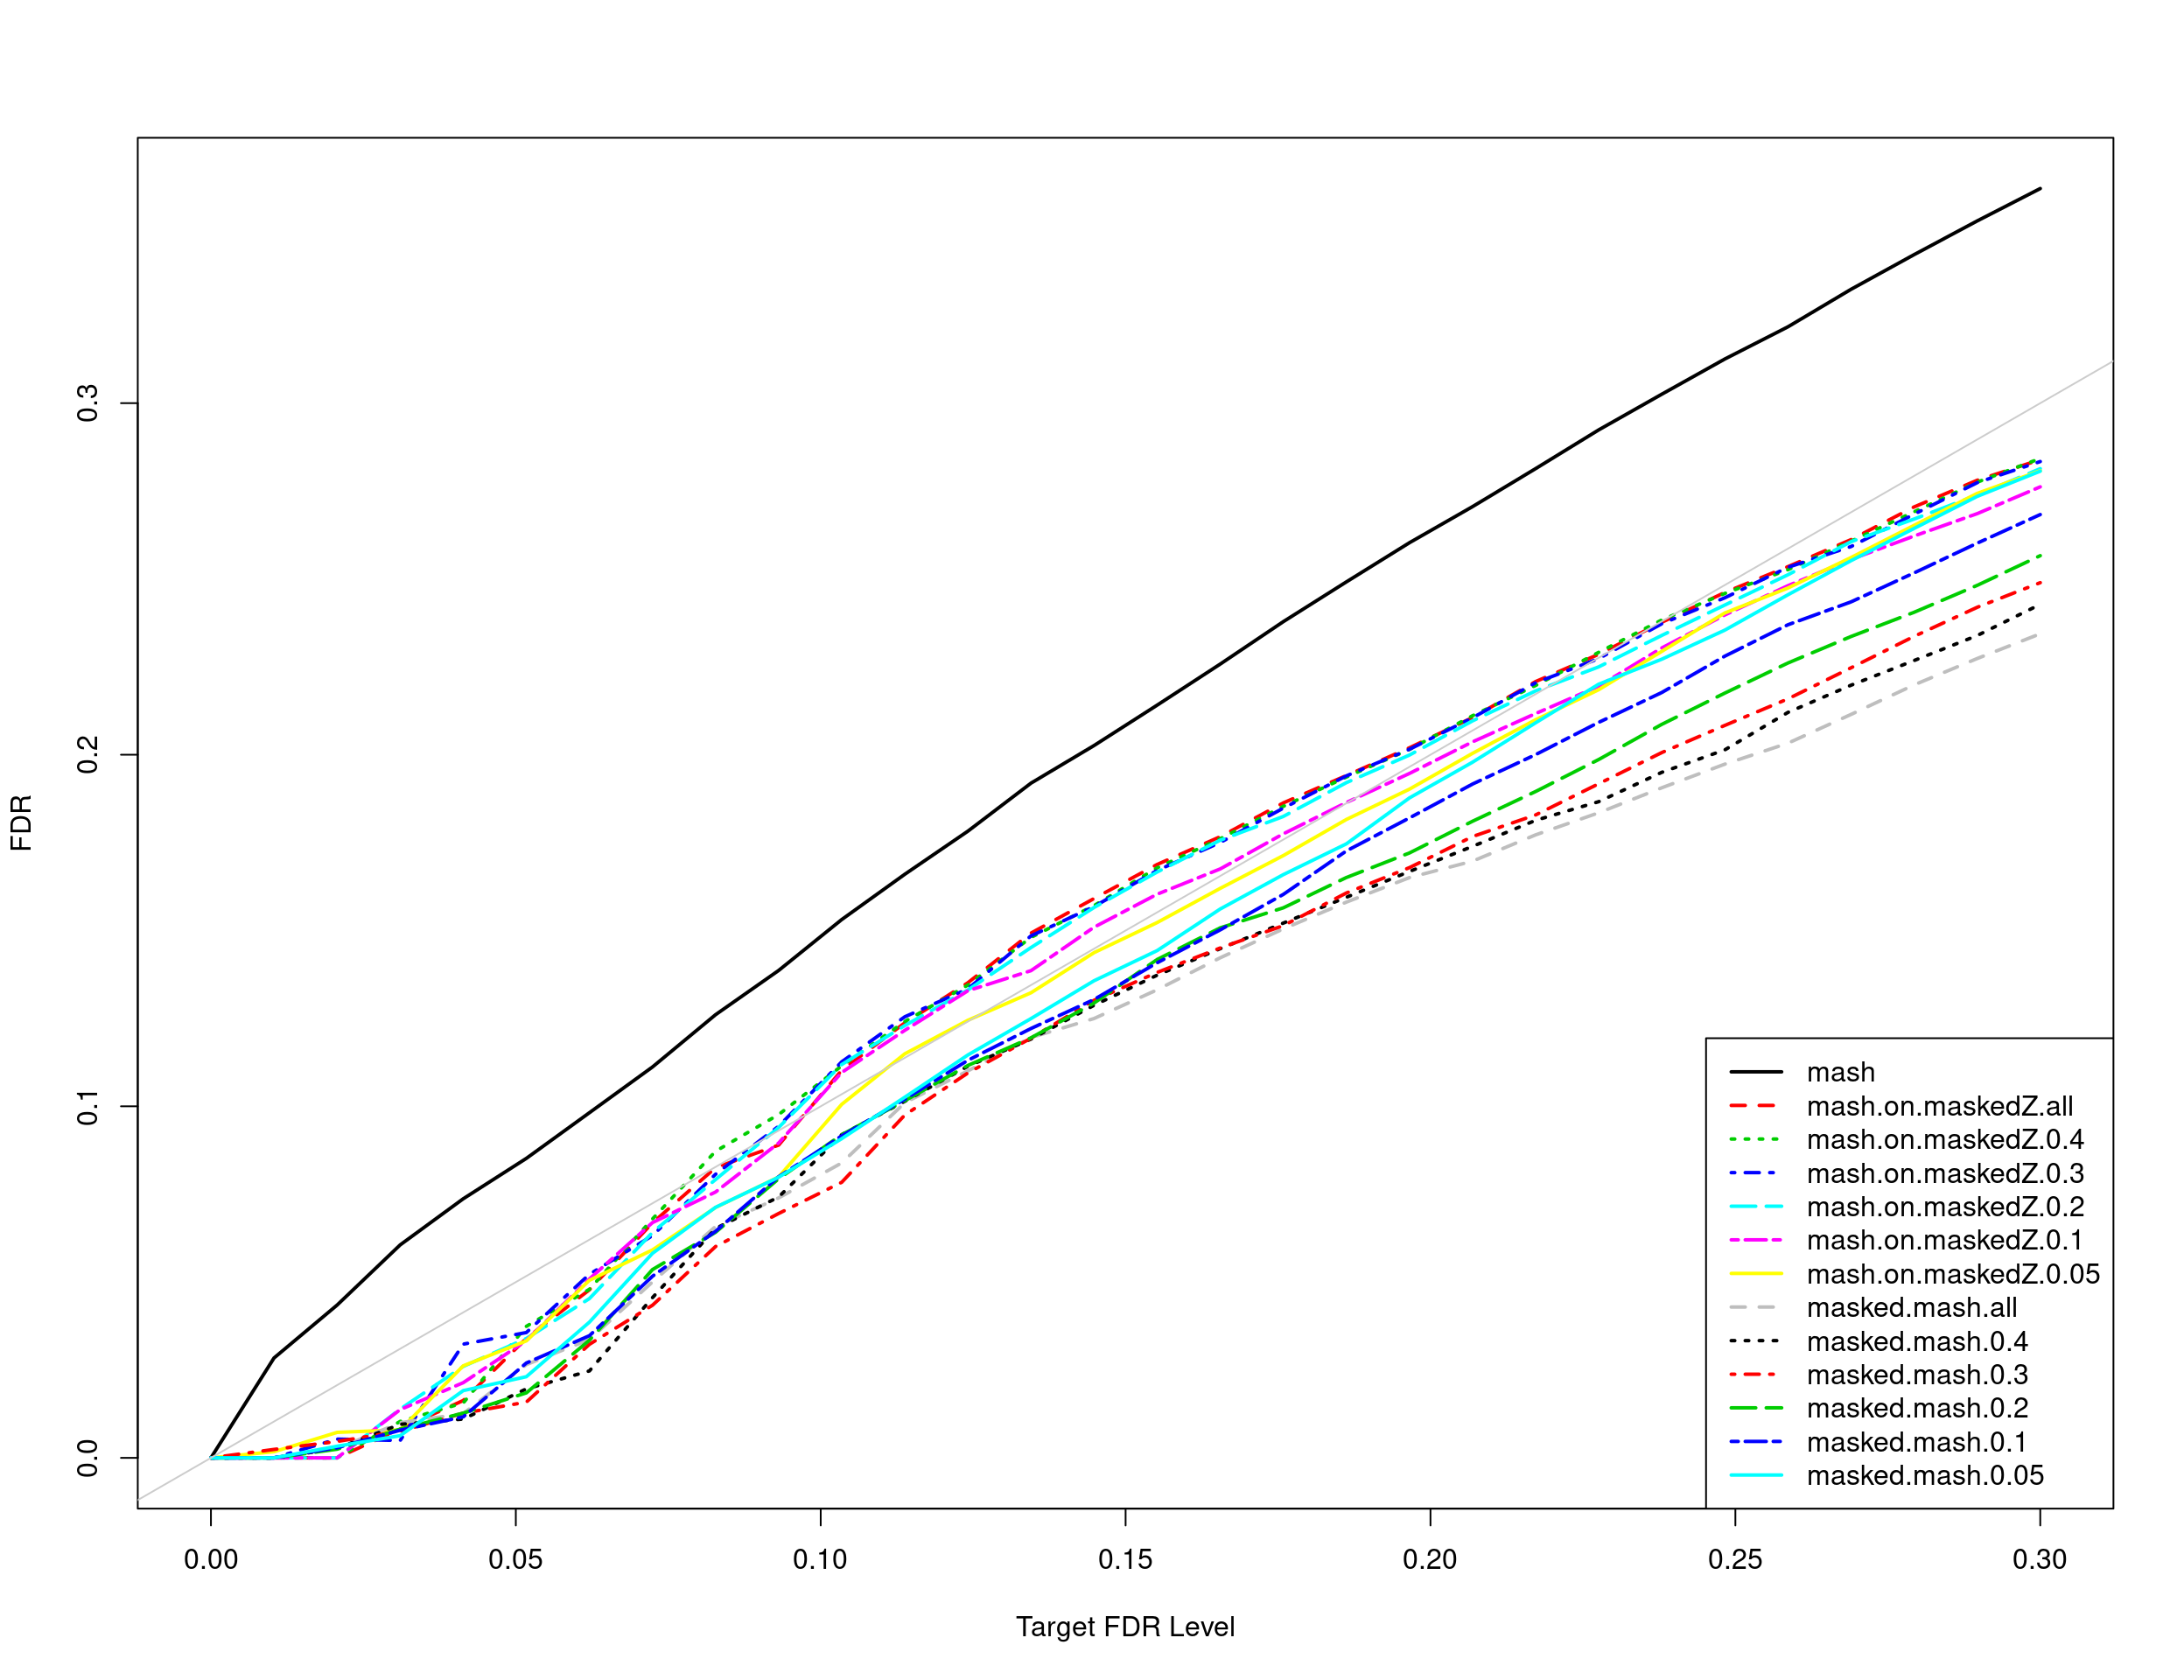 FDR
0.3
0.2
0.1
0.0
mash
mash.on.maskedZ.all
mash.on.maskedZ.0.4
mash.on.maskedZ.0.3
mash.on.maskedZ.0.2
mash.on.maskedZ.0.1
mash.on.maskedZ.0.05
masked.mash.all
masked.mash.0.4
masked.mash.0.3
masked.mash.0.2
masked.mash.0.1
masked.mash.0.05
0.00 0.05 0.10 0.15 0.20 0.25 0.30
Target FDR Level